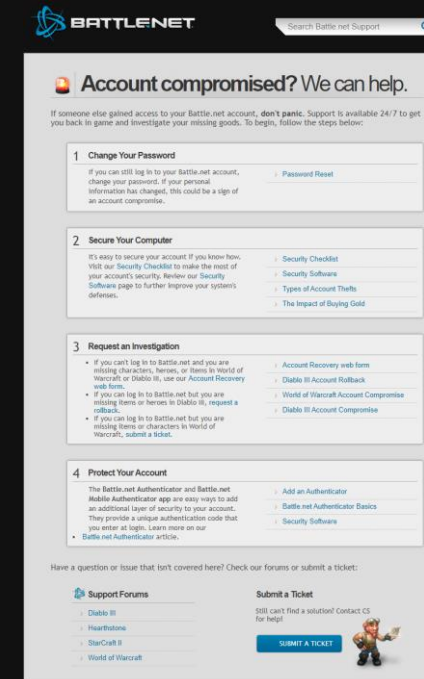 BATTLE.NET
Search Battle.net Support
Account compromised? We can help.
If someone else gained access to your Battle.net account, don't panic. Support is available 24/7 to get
you back in game and investigate your missing goods. To begin, follow the steps below:
1 Change Your Password
If you can still log in to your Battle.net account,
change your password. If your personal
information has changed, this could be a sign of
an account compromise.
Password Reset
2 Secure Your Computer
It's easy to secure your account if you know how.
Visit our Security Checklist to make the most of
your account's security. Review our Security
Software page to further improve your system's
defenses.
Security Checklist
Security Software
Types of Account Thefts
The Impact of Buying Gold
3 Request an Investigation
• If you can't log in to Battle.net and you are
missing characters, heroes, or items in World of
Warcraft or Diablo III, use our Account Recovery
web form.
• If you can log in to Battle.net but you are
missing items or heroes in Diablo III, request a
rollback.
• If you can log in to Battle.net but you are
missing items or characters in World of
Warcraft, submit a ticket.
Account Recovery web form
Diablo III Account Rollback
World of Warcraft Account Compromise
Diablo III Account Compromise
4 Protect Your Account
The Battle.net Authenticator and Battle.net
Mobile Authenticator app are easy ways to add
an additional layer of security to your account.
They provide a unique authentication code that
you enter at login. Learn more on our
• Battle.net Authenticator article.
Add an Authenticator
Battle.net Authenticator Basics
Security Software
Have a question or issue that isn't covered here? Check our forums or submit a ticket:
Support Forums
Diablo III
Hearthstone
StarCraft II
World of Warcraft
Submit a Ticket
Still can't find a solution? Contact CS
for help!
SUBMIT A TICKET